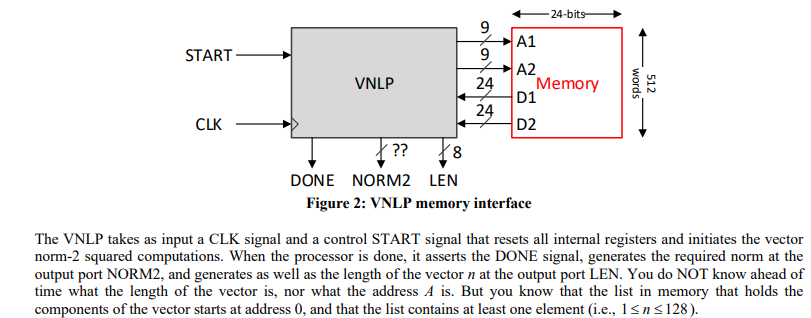 24-bits
9
A1
START
9
A2
512
words
VNLP
24
Memory
D1
24
D2
CLK
??
8
DONE NORM2 LEN
Figure 2: VNLP memory interface
The VNLP takes as input a CLK signal and a control START signal that resets all internal registers and initiates the vector
norm-2 squared computations. When the processor is done, it asserts the DONE signal, generates the required norm at the
output port NORM2, and generates as well as the length of the vector n at the output port LEN. You do NOT know ahead of
time what the length of the vector is, nor what the address A is. But you know that the list in memory that holds the
components of the vector starts at address 0, and that the list contains at least one element (i.e., 1 ≤ n ≤ 128).